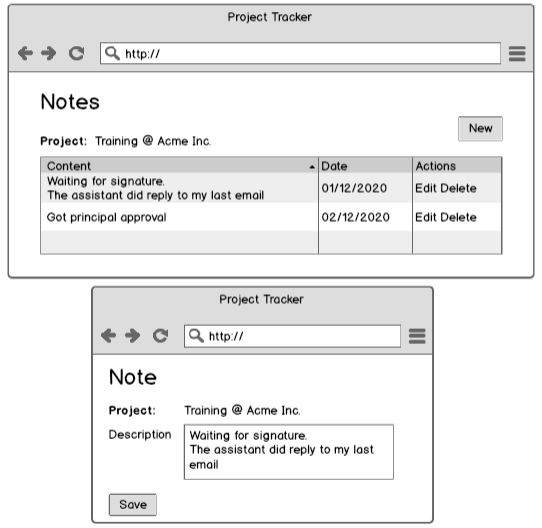 Project Tracker
http://
Notes
New
Project: Training @ Acme Inc.
Content Date Actions
Waiting for signature.
The assistant did reply to my last email 01/12/2020 Edit Delete
Got principal approval 02/12/2020 Edit Delete
Project Tracker
http://
Note
Project: Training @ Acme Inc.
Description Waiting for signature.
The assistant did reply to my last
email
Save